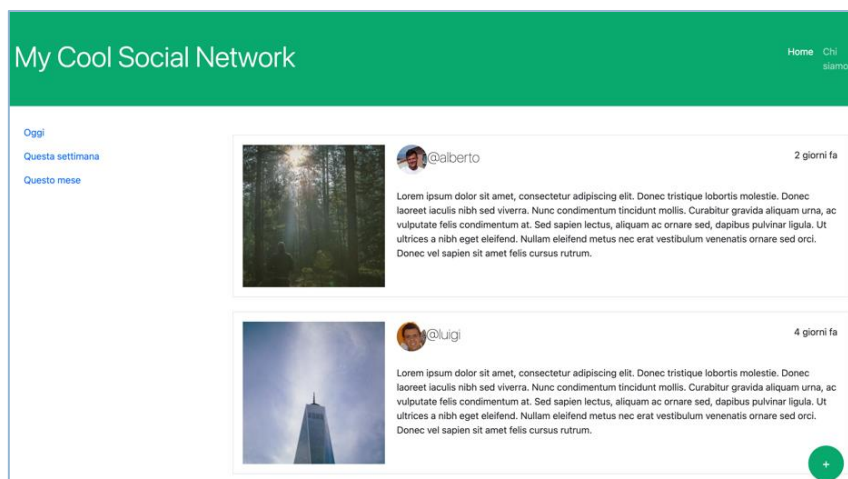 My Cool Social Network
Home
Chi
siamo
Oggi
Questa settimana
Questo mese
@alberto
2 giorni fa
Lorem ipsum dolor sit amet, consectetur adipiscing elit. Donec tristique lobortis molestie. Donec
laoreet iaculis nibh sed viverra. Nunc condimentum tincidunt mollis. Curabitur gravida aliquam urna, ac
vulputate felis condimentum at. Sed sapien lectus, aliquam ac ornare sed, dapibus pulvinar ligula. Ut
ultrices a nibh eget eleifend. Nullam eleifend metus nec erat vestibulum venenatis ornare sed orci.
Donec vel sapien sit amet felis cursus rutrum.
@luigi
4 giorni fa
Lorem ipsum dolor sit amet, consectetur adipiscing elit. Donec tristique lobortis molestie. Donec
laoreet iaculis nibh sed viverra. Nunc condimentum tincidunt mollis. Curabitur gravida aliquam urna, ac
vulputate felis condimentum at. Sed sapien lectus, aliquam ac ornare sed, dapibus pulvinar ligula. Ut
ultrices a nibh eget eleifend. Nullam eleifend metus nec erat vestibulum venenatis ornare sed orci.
Donec vel sapien sit amet felis cursus rutrum.
+